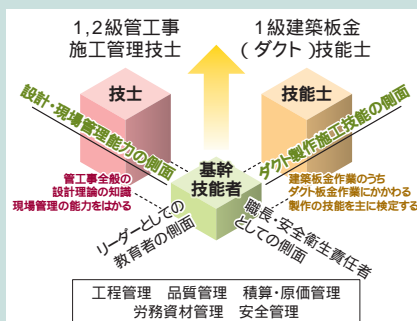 1,2級管工事
施工管理技士
1級建築板金
(ダクト)技能士
技士
技能士
設計・現場管理能力の側面
ダクト製作施工技能の側面
管工事全般の
設計理論の知識
現場管理の能力をはかる
基幹
技能者
建築板金作業のうち
ダクト板金作業にかかわる
製作の技能を主に検定する
リーダーとしての
教育者の側面
職長・安全衛生責任者
としての側面
工程管理 品質管理 積算・原価管理
労務資材管理 安全管理